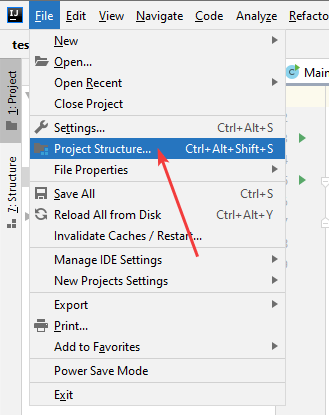 IJ File Edit View Navigate Code Analyze Refacto
tes
Main
1: Project
7: Structure
New
Open...
Open Recent
Close Project
Settings... Ctrl+Alt+S
Project Structure... Ctrl+Alt+Shift+S
File Properties
Save All Ctrl+S
Reload All from Disk Ctrl+Alt+Y
Invalidate Caches / Restart...
Manage IDE Settings
New Projects Settings
Export
Print...
Add to Favorites
Power Save Mode
Exit